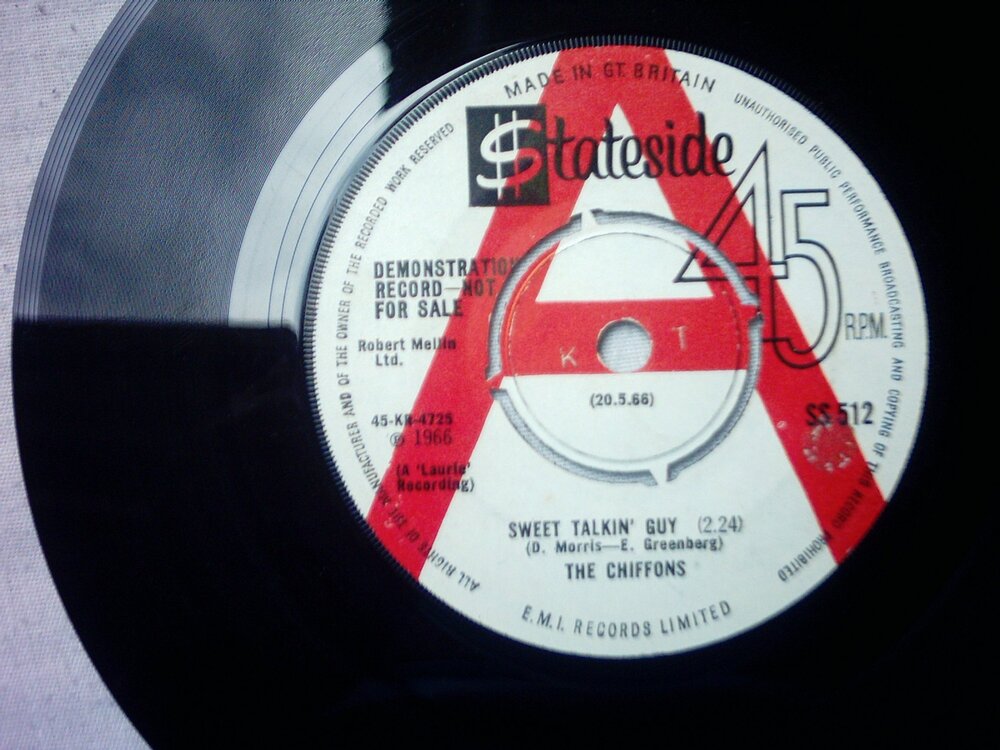 MADE IN GT. BRITAIN
Stateside
45
R.P.M.
UNAUTHORISED PUBLIC PERFORMANCE BROADCASTING AND COPYING OF THIS RECORD PROHIBITED
ALL RIGHTS OF THE MANUFACTURER AND OF THE OWNER OF THE RECORDED WORK RESERVED
DEMONSTRATION
RECORD—NOT
FOR SALE
Robert Mellin
Ltd.
A
K T
(20.5.66)
45-KR-4725
℗ 1966
(A 'Laurie'
Recording)
SS 512
SWEET TALKIN' GUY (2.24)
(D. Morris—E. Greenberg)
THE CHIFFONS
E.M.I. RECORDS LIMITED